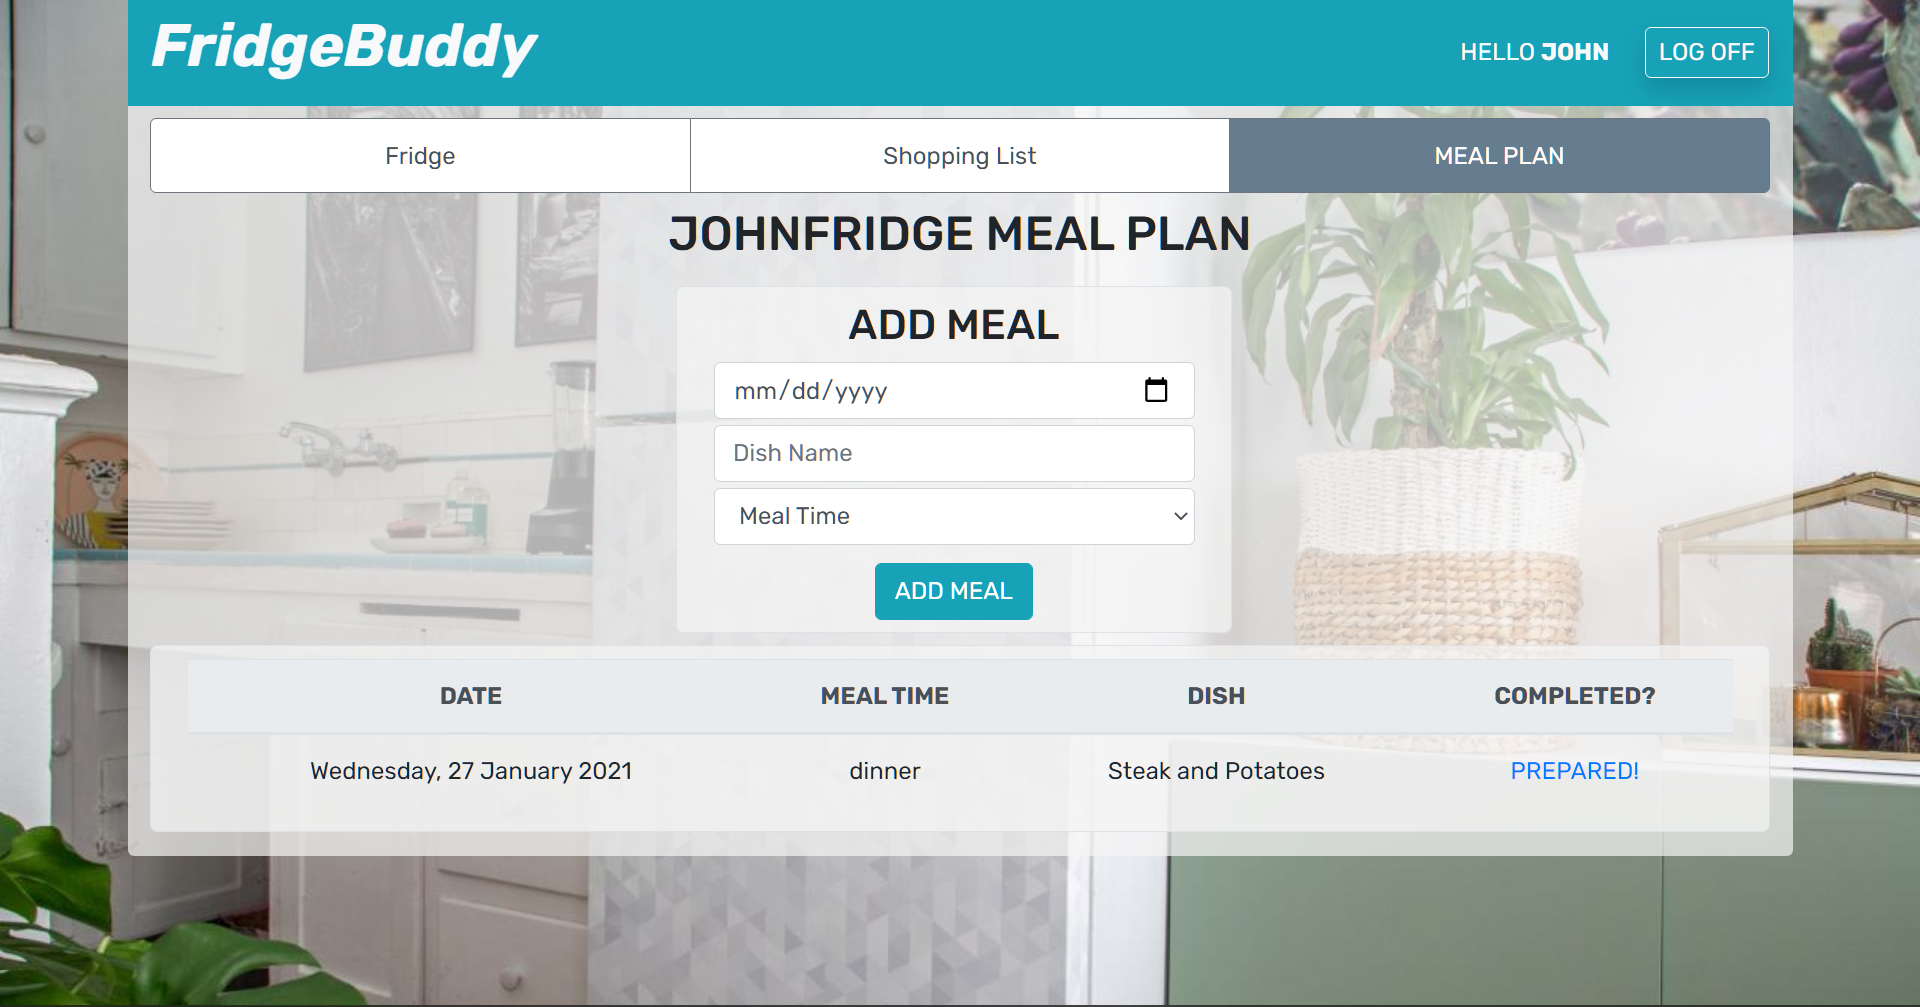 FridgeBuddy
HELLO JOHN
LOG OFF
Fridge
Shopping List
MEAL PLAN
JOHNFRIDGE MEAL PLAN
ADD MEAL
mm/dd/yyyy
Dish Name
Meal Time
ADD MEAL
DATE MEAL TIME DISH COMPLETED?
Wednesday, 27 January 2021 dinner Steak and Potatoes PREPARED!